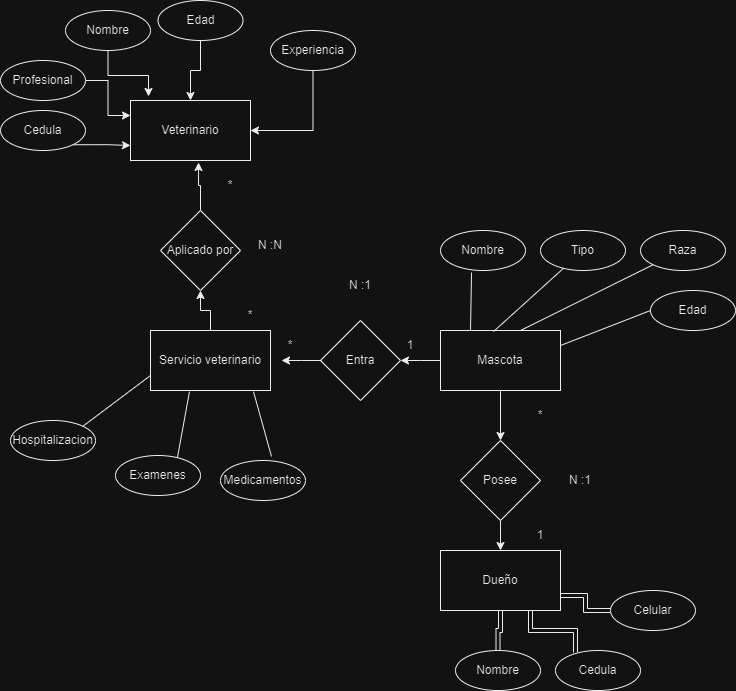 Edad
Nombre
Experiencia
Profesional
Cedula
Veterinario
*
Aplicado por
N :N
Nombre
Tipo
Raza
N :1
Edad
*
*
1
Servicio veterinario
Entra
Mascota
*
Hospitalizacion
Examenes
Medicamentos
Posee
N :1
1
Dueño
Celular
Nombre
Cedula